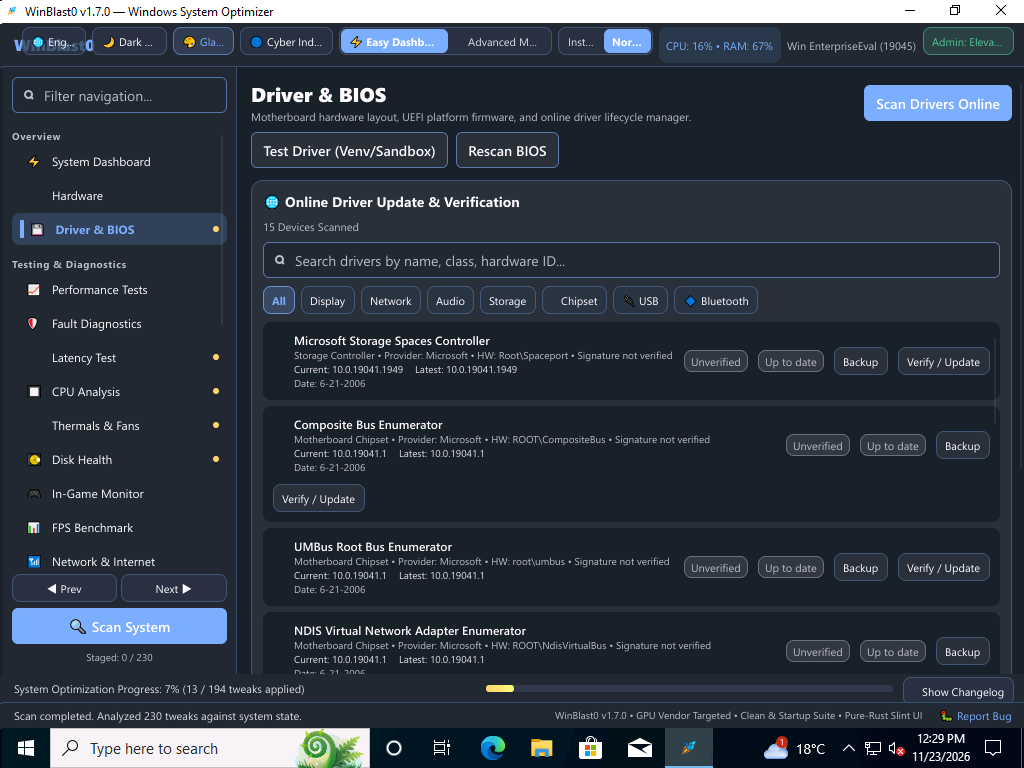 WinBlast0 v1.7.0 — Windows System Optimizer
WinBlast0
Eng...
Dark ...
Gla...
Cyber Ind...
Easy Dashb...
Advanced M...
Inst...
Nor...
CPU: 16% • RAM: 67%
Win EnterpriseEval (19045)
Admin: Eleva...
Filter navigation...
Overview
System Dashboard
Hardware
Driver & BIOS
Testing & Diagnostics
Performance Tests
Fault Diagnostics
Latency Test
CPU Analysis
Thermals & Fans
Disk Health
In-Game Monitor
FPS Benchmark
Network & Internet
◀ Prev
Next ▶
Scan System
Staged: 0 / 230
Driver & BIOS
Motherboard hardware layout, UEFI platform firmware, and online driver lifecycle manager.
Scan Drivers Online
Test Driver (Venv/Sandbox)
Rescan BIOS
Online Driver Update & Verification
15 Devices Scanned
Search drivers by name, class, hardware ID...
All
Display
Network
Audio
Storage
Chipset
USB
Bluetooth
Microsoft Storage Spaces Controller
Storage Controller • Provider: Microsoft • HW: Root\Spaceport • Signature not verified
Current: 10.0.19041.1949 Latest: 10.0.19041.1949
Date: 6-21-2006
Unverified
Up to date
Backup
Verify / Update
Composite Bus Enumerator
Motherboard Chipset • Provider: Microsoft • HW: ROOT\CompositeBus • Signature not verified
Current: 10.0.19041.1 Latest: 10.0.19041.1
Date: 6-21-2006
Unverified
Up to date
Backup
Verify / Update
UMBus Root Bus Enumerator
Motherboard Chipset • Provider: Microsoft • HW: root\umbus • Signature not verified
Current: 10.0.19041.1 Latest: 10.0.19041.1
Date: 6-21-2006
Unverified
Up to date
Backup
Verify / Update
NDIS Virtual Network Adapter Enumerator
Motherboard Chipset • Provider: Microsoft • HW: ROOT\NdisVirtualBus • Signature not verified
Current: 10.0.19041.1 Latest: 10.0.19041.1
Date: 6-21-2006
Unverified
Up to date
Backup
System Optimization Progress: 7% (13 / 194 tweaks applied)
Show Changelog
Scan completed. Analyzed 230 tweaks against system state.
WinBlast0 v1.7.0 • GPU Vendor Targeted • Clean & Startup Suite • Pure-Rust Slint UI
Report Bug
Type here to search
1
18°C
12:29 PM
11/23/2026